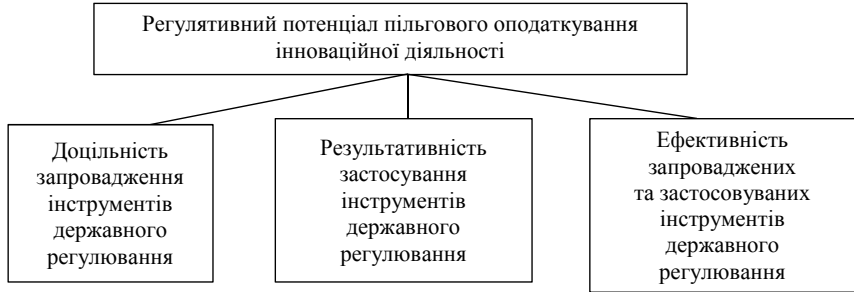 Регулятивний потенціал пільгового оподаткування
інноваційної діяльності
Доцільність
запровадження
інструментів
державного
регулювання
Результативність
застосування
інструментів
державного
регулювання
Ефективність
запроваджених
та застосовуваних
інструментів
державного
регулювання